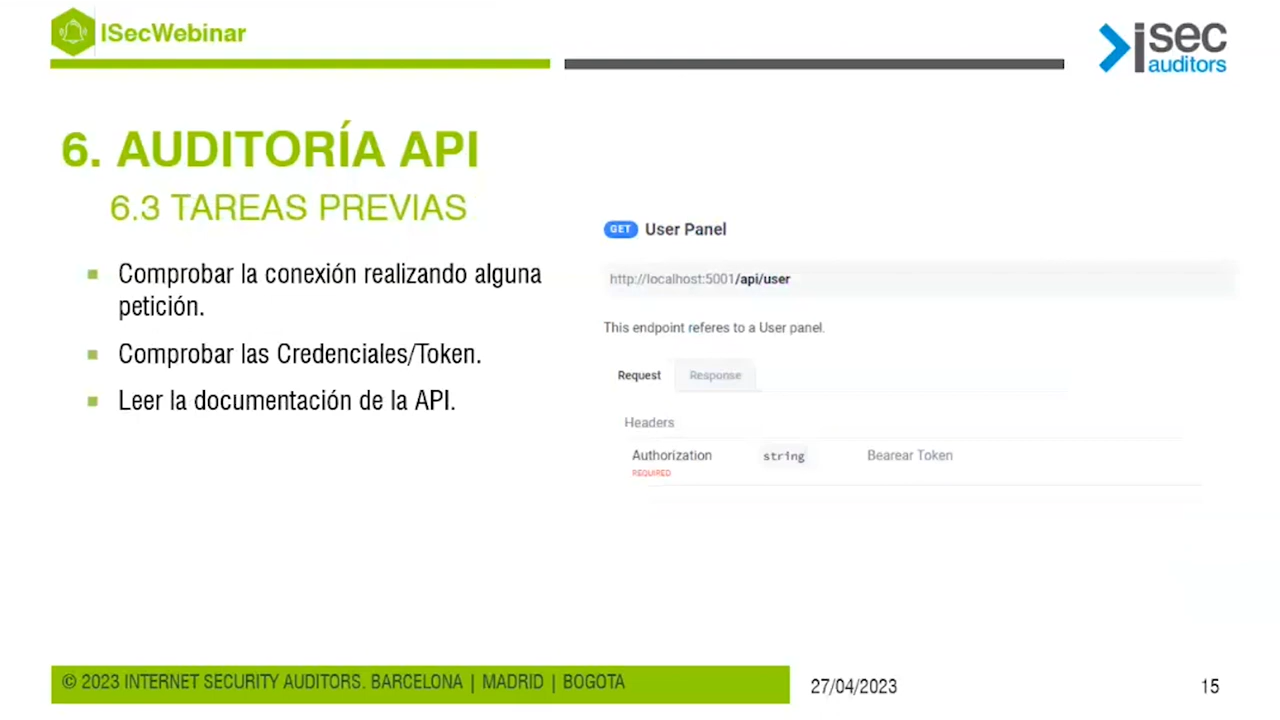 ISecWebinar
isec
auditors
6. AUDITORÍA API
6.3 TAREAS PREVIAS
Comprobar la conexión realizando alguna
petición.
Comprobar las Credenciales/Token.
Leer la documentación de la API.
GET User Panel
http://localhost:5001/api/user
This endpoint referes to a User panel.
Request Response
Headers
Authorization string Bearear Token
REQUIRED
© 2023 INTERNET SECURITY AUDITORS. BARCELONA | MADRID | BOGOTA
27/04/2023
15